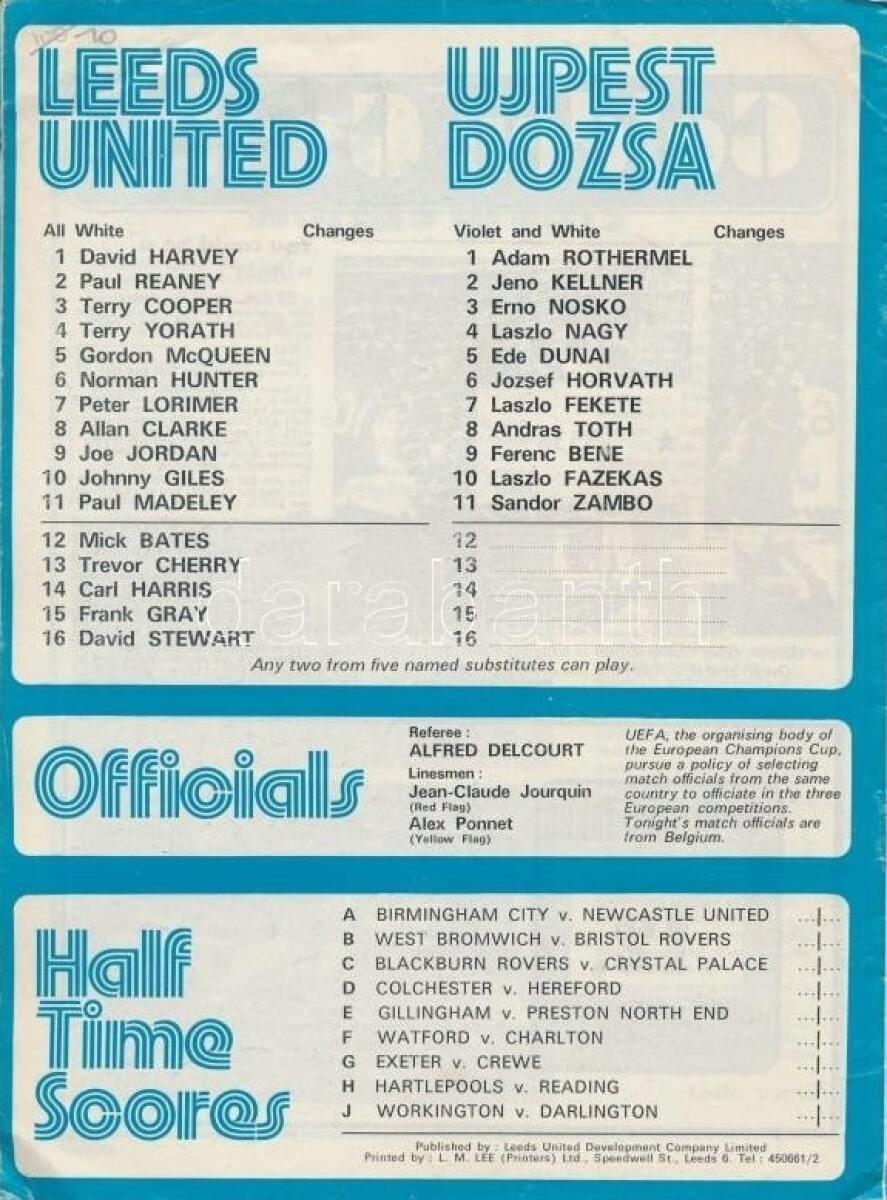 LEEDS
UNITED
All White Changes
1 David HARVEY
2 Paul REANEY
3 Terry COOPER
4 Terry YORATH
5 Gordon McQUEEN
6 Norman HUNTER
7 Peter LORIMER
8 Allan CLARKE
9 Joe JORDAN
10 Johnny GILES
11 Paul MADELEY
12 Mick BATES
13 Trevor CHERRY
14 Carl HARRIS
15 Frank GRAY
16 David STEWART
UJPEST
DOZSA
Violet and White Changes
1 Adam ROTHERMEL
2 Jeno KELLNER
3 Erno NOSKO
4 Laszlo NAGY
5 Ede DUNAI
6 Jozsef HORVATH
7 Laszlo FEKETE
8 Andras TOTH
9 Ferenc BENE
10 Laszlo FAZEKAS
11 Sandor ZAMBO
12
13
14
15
16
darabanth
Any two from five named substitutes can play.
Officials
Referee :
ALFRED DELCOURT
Linesmen :
Jean-Claude Jourquin
(Red Flag)
Alex Ponnet
(Yellow Flag)
UEFA, the organising body of
the European Champions Cup,
pursue a policy of selecting
match officials from the same
country to officiate in the three
European competitions.
Tonight's match officials are
from Belgium.
Half
Time
Scores
A BIRMINGHAM CITY v. NEWCASTLE UNITED ...|...
B WEST BROMWICH v. BRISTOL ROVERS ...|...
C BLACKBURN ROVERS v. CRYSTAL PALACE ...|...
D COLCHESTER v. HEREFORD ...|...
E GILLINGHAM v. PRESTON NORTH END ...|...
F WATFORD v. CHARLTON ...|...
G EXETER v. CREWE ...|...
H HARTLEPOOLS v. READING ...|...
J WORKINGTON v. DARLINGTON ...|...
Published by : Leeds United Development Company Limited
Printed by : L. M. LEE (Printers) Ltd., Speedwell St., Leeds 6. Tel : 450661/2